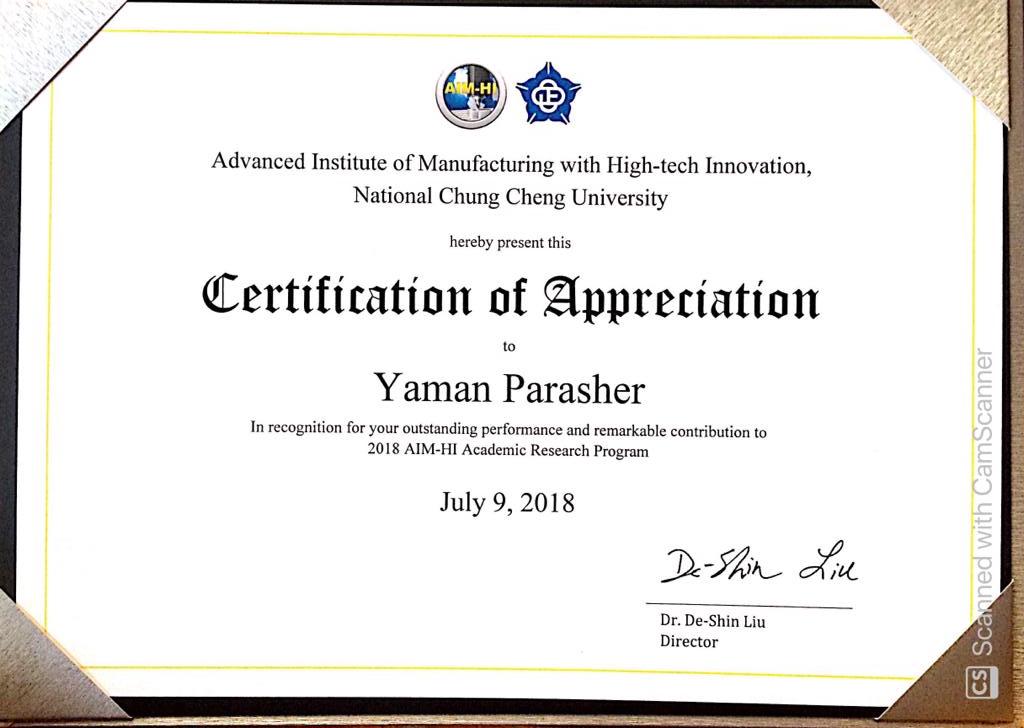 AIM-HI
Advanced Institute of Manufacturing with High-tech Innovation,
National Chung Cheng University
hereby present this
Certification of Appreciation
to
Yaman Parasher
In recognition for your outstanding performance and remarkable contribution to
2018 AIM-HI Academic Research Program
July 9, 2018
De-Shin Liu
Dr. De-Shin Liu
Director
CS Scanned with CamScanner